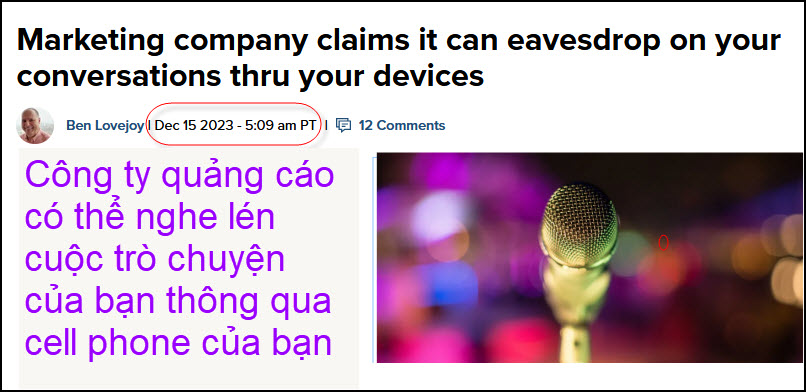 Marketing company claims it can eavesdrop on your
conversations thru your devices
Ben Lovejoy | Dec 15 2023 - 5:09 am PT | 12 Comments
Công ty quảng cáo
có thể nghe lén
cuộc trò chuyện
của bạn thông qua
cell phone của bạn